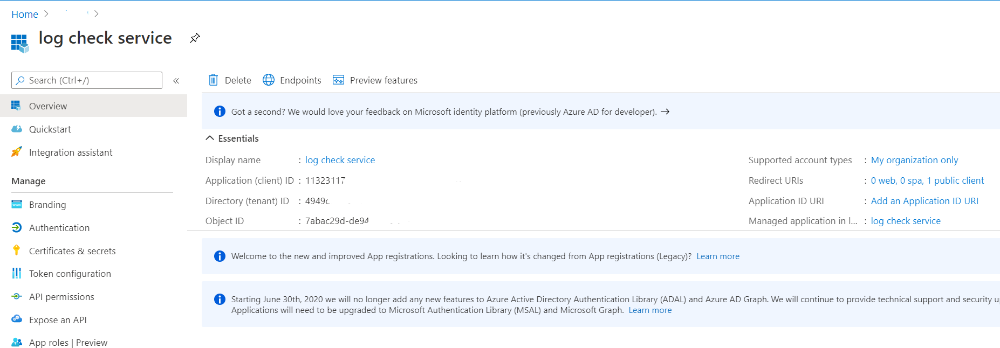 Home > >
log check service
Search (Ctrl+/)
«
Delete Endpoints Preview features
Overview
Quickstart
Integration assistant
Manage
Branding
Authentication
Certificates & secrets
Token configuration
API permissions
Expose an API
App roles | Preview
Got a second? We would love your feedback on Microsoft identity platform (previously Azure AD for developer). →
Essentials
Display name : log check service
Application (client) ID : 11323117
Directory (tenant) ID : 4949
Object ID : 7abac29d-de94
Supported account types : My organization only
Redirect URIs : 0 web, 0 spa, 1 public client
Application ID URI : Add an Application ID URI
Managed application in l... : log check service
Welcome to the new and improved App registrations. Looking to learn how it's changed from App registrations (Legacy)? Learn more
Starting June 30th, 2020 we will no longer add any new features to Azure Active Directory Authentication Library (ADAL) and Azure AD Graph. We will continue to provide technical support and security
Applications will need to be upgraded to Microsoft Authentication Library (MSAL) and Microsoft Graph. Learn more